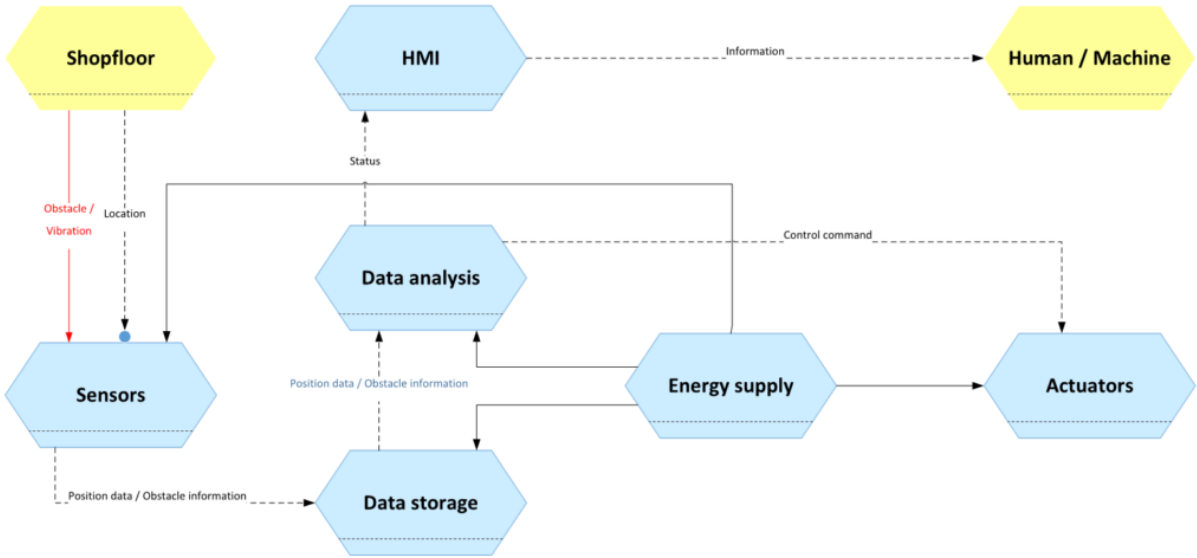 Shopfloor
HMI
Information
Human / Machine
Status
Obstacle /
Vibration
Location
Control command
Data analysis
Position data / Obstacle information
Sensors
Energy supply
Actuators
Position data / Obstacle information
Data storage